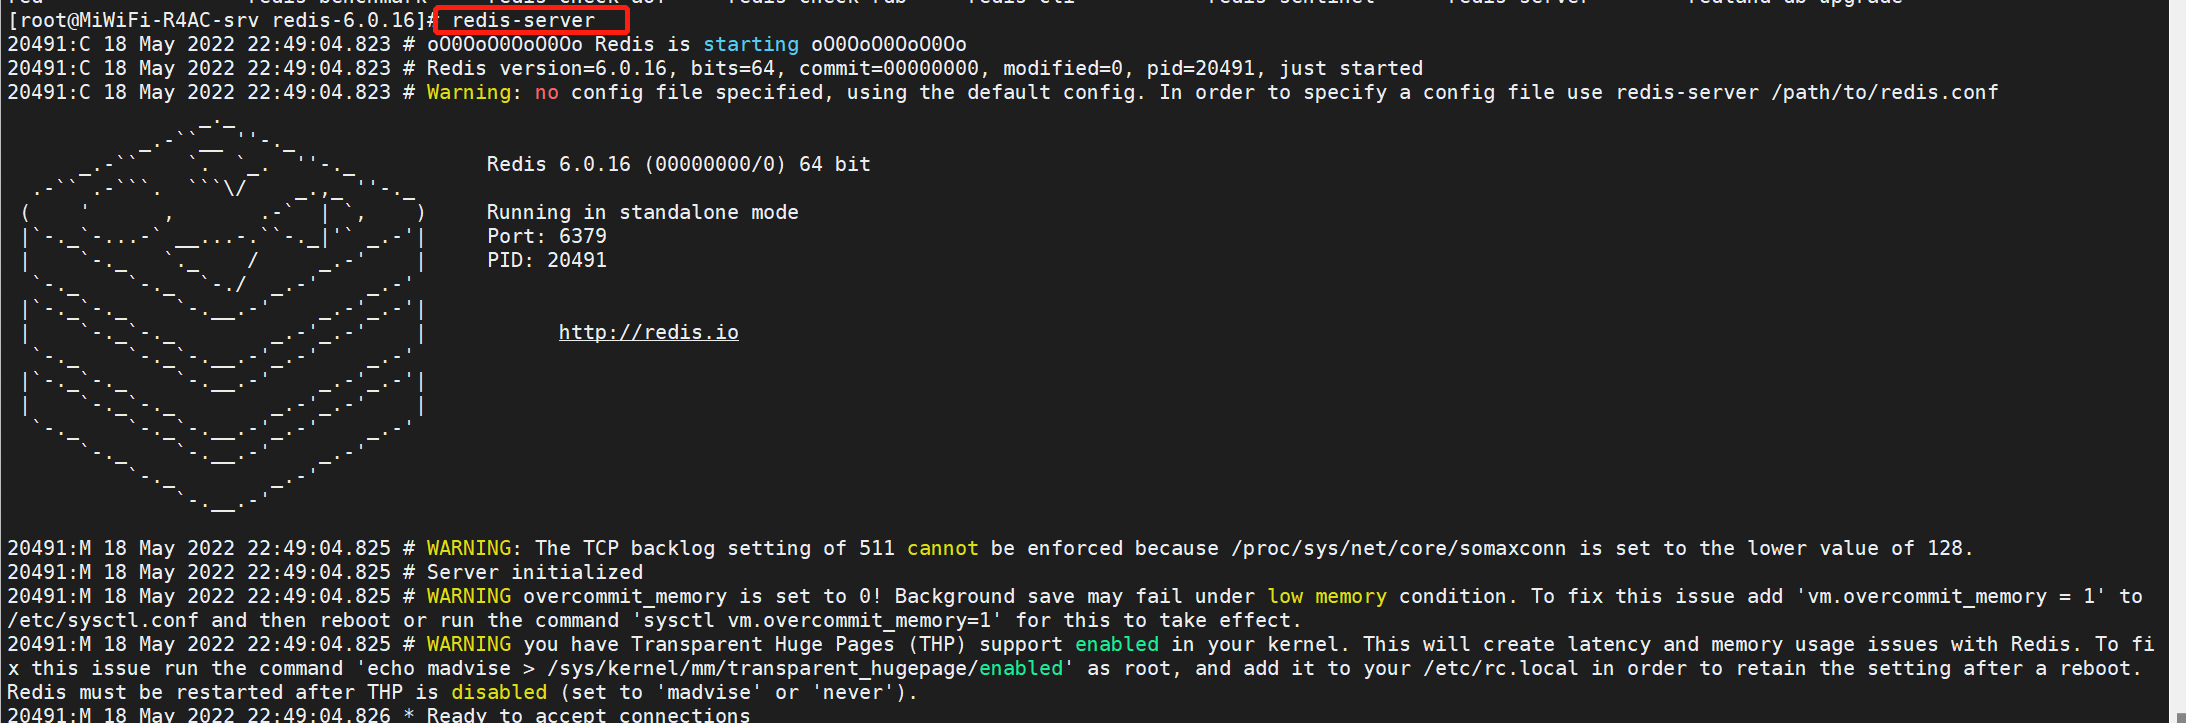 [root@MiWiFi-R4AC-srv redis-6.0.16]# redis-server
20491:C 18 May 2022 22:49:04.823 # oO0OoO0OoO0Oo Redis is starting oO0OoO0OoO0Oo
20491:C 18 May 2022 22:49:04.823 # Redis version=6.0.16, bits=64, commit=00000000, modified=0, pid=20491, just started
20491:C 18 May 2022 22:49:04.823 # Warning: no config file specified, using the default config. In order to specify a config file use redis-server /path/to/redis.conf
Redis 6.0.16 (00000000/0) 64 bit
Running in standalone mode
Port: 6379
PID: 20491
http://redis.io
20491:M 18 May 2022 22:49:04.825 # WARNING: The TCP backlog setting of 511 cannot be enforced because /proc/sys/net/core/somaxconn is set to the lower value of 128.
20491:M 18 May 2022 22:49:04.825 # Server initialized
20491:M 18 May 2022 22:49:04.825 # WARNING overcommit_memory is set to 0! Background save may fail under low memory condition. To fix this issue add 'vm.overcommit_memory = 1' to
/etc/sysctl.conf and then reboot or run the command 'sysctl vm.overcommit_memory=1' for this to take effect.
20491:M 18 May 2022 22:49:04.825 # WARNING you have Transparent Huge Pages (THP) support enabled in your kernel. This will create latency and memory usage issues with Redis. To fi
x this issue run the command 'echo madvise > /sys/kernel/mm/transparent_hugepage/enabled' as root, and add it to your /etc/rc.local in order to retain the setting after a reboot.
Redis must be restarted after THP is disabled (set to 'madvise' or 'never').
20491:M 18 May 2022 22:49:04.826 * Ready to accept connections